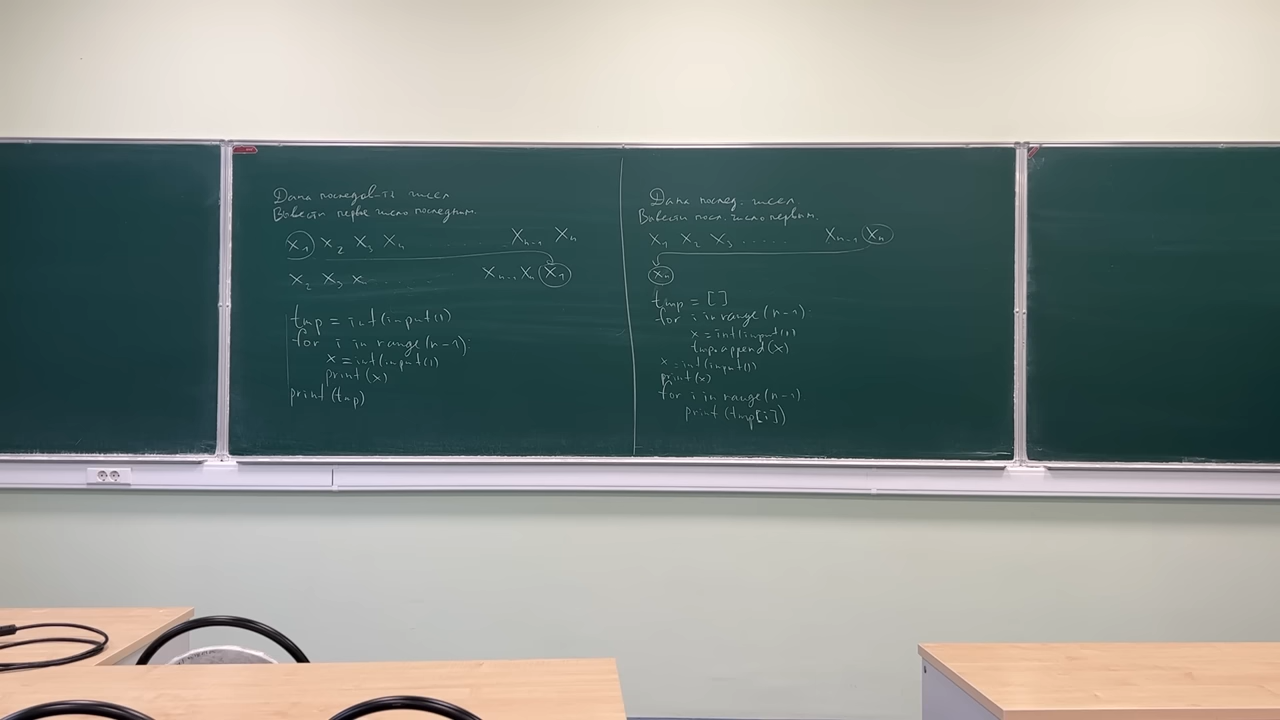 Дана последов-ть чисел
Вывести первое число последним.
x₁ x₂ x₃ x₄ ........ xₙ₋₁ xₙ
x₂ x₃ x ...... xₙ₋₁ xₙ x₁
tmp = int(input())
for i in range(n-1):
x = int(input())
print(x)
print(tmp)
Дана послед. чисел.
Вывести посл. число первым.
x₁ x₂ x₃ ..... xₙ₋₁ xₙ
xₙ
tmp = []
for i in range(n-1):
x = int(input())
tmp.append(x)
x = int(input())
print(x)
for i in range(n-1)
print(tmp[i])